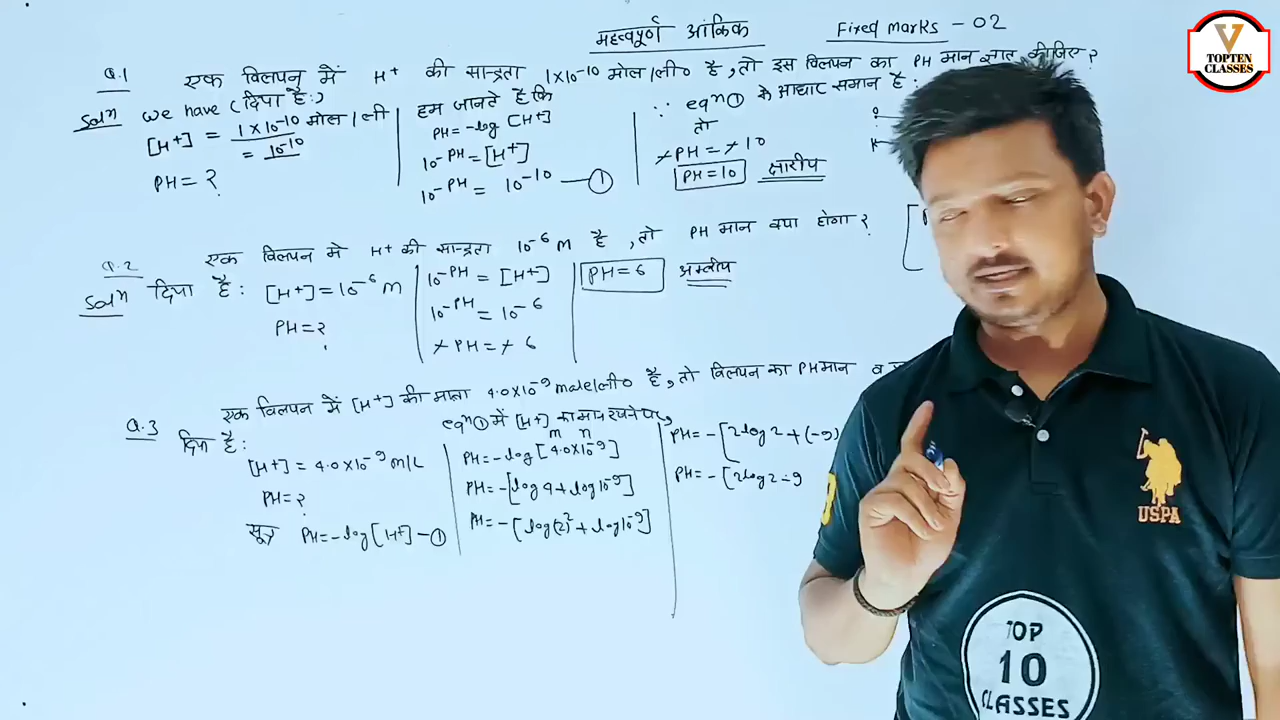 महत्वपूर्ण आंकिक Fixed marks - 02
V
TOPTEN
CLASSES
Q.1 एक विलयन में H⁺ की सान्द्रता 1×10⁻¹⁰ मोल/ली० है, तो इस विलयन का PH मान ज्ञात कीजिए?
Solⁿ we have (दिया है:)
[H⁺] = 1×10⁻¹⁰ मोल/ली
= 10⁻¹⁰
PH = ?
हम जानते हैं कि
PH = -log [H⁺]
10⁻ᴾᴴ = [H⁺]
10⁻ᴾᴴ = 10⁻¹⁰ —①
∵ eqⁿ① के आधार समान है:
तो
-PH = -10
PH = 10 क्षारीय
Q.2 एक विलयन में H⁺ की सान्द्रता 10⁻⁶ M है, तो PH मान क्या होगा?
Solⁿ दिया है: [H⁺] = 10⁻⁶ M
PH = ?
10⁻ᴾᴴ = [H⁺]
10⁻ᴾᴴ = 10⁻⁶
-PH = -6
PH = 6 अम्लीय
Q.3 एक विलयन में [H⁺] की मात्रा 4.0×10⁻⁹ mole/ली० है, तो विलयन का PH मान व
दिया है:
[H⁺] = 4.0×10⁻⁹ M/L
PH = ?
सूत्र PH = -log [H⁺] —①
eqⁿ① में [H⁺] का मान रखने पर,
m n
PH = -log [4.0×10⁻⁹]
PH = -[log 4 + log 10⁻⁹]
PH = -[log(2)² + log 10⁻⁹]
PH = -[2log2 + (-9)
PH = -[2log2 - 9
USPA
TOP
10
CLASSES